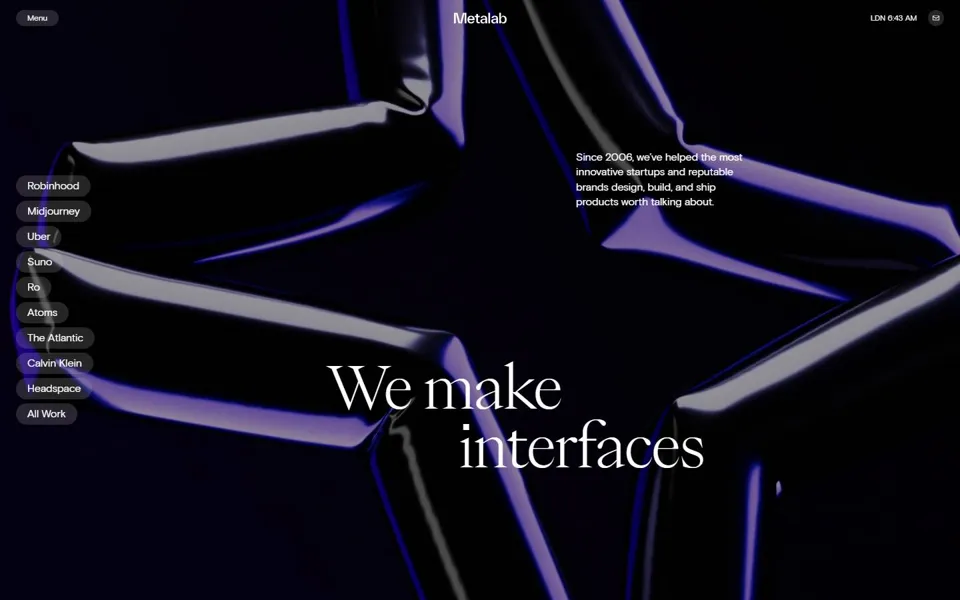 Menu
Metalab
LDN 6:43 AM
Since 2006, we've helped the most
innovative startups and reputable
brands design, build, and ship
products worth talking about.
Robinhood
Midjourney
Uber
Suno
Ro
Atoms
The Atlantic
Calvin Klein
Headspace
All Work
We make
interfaces